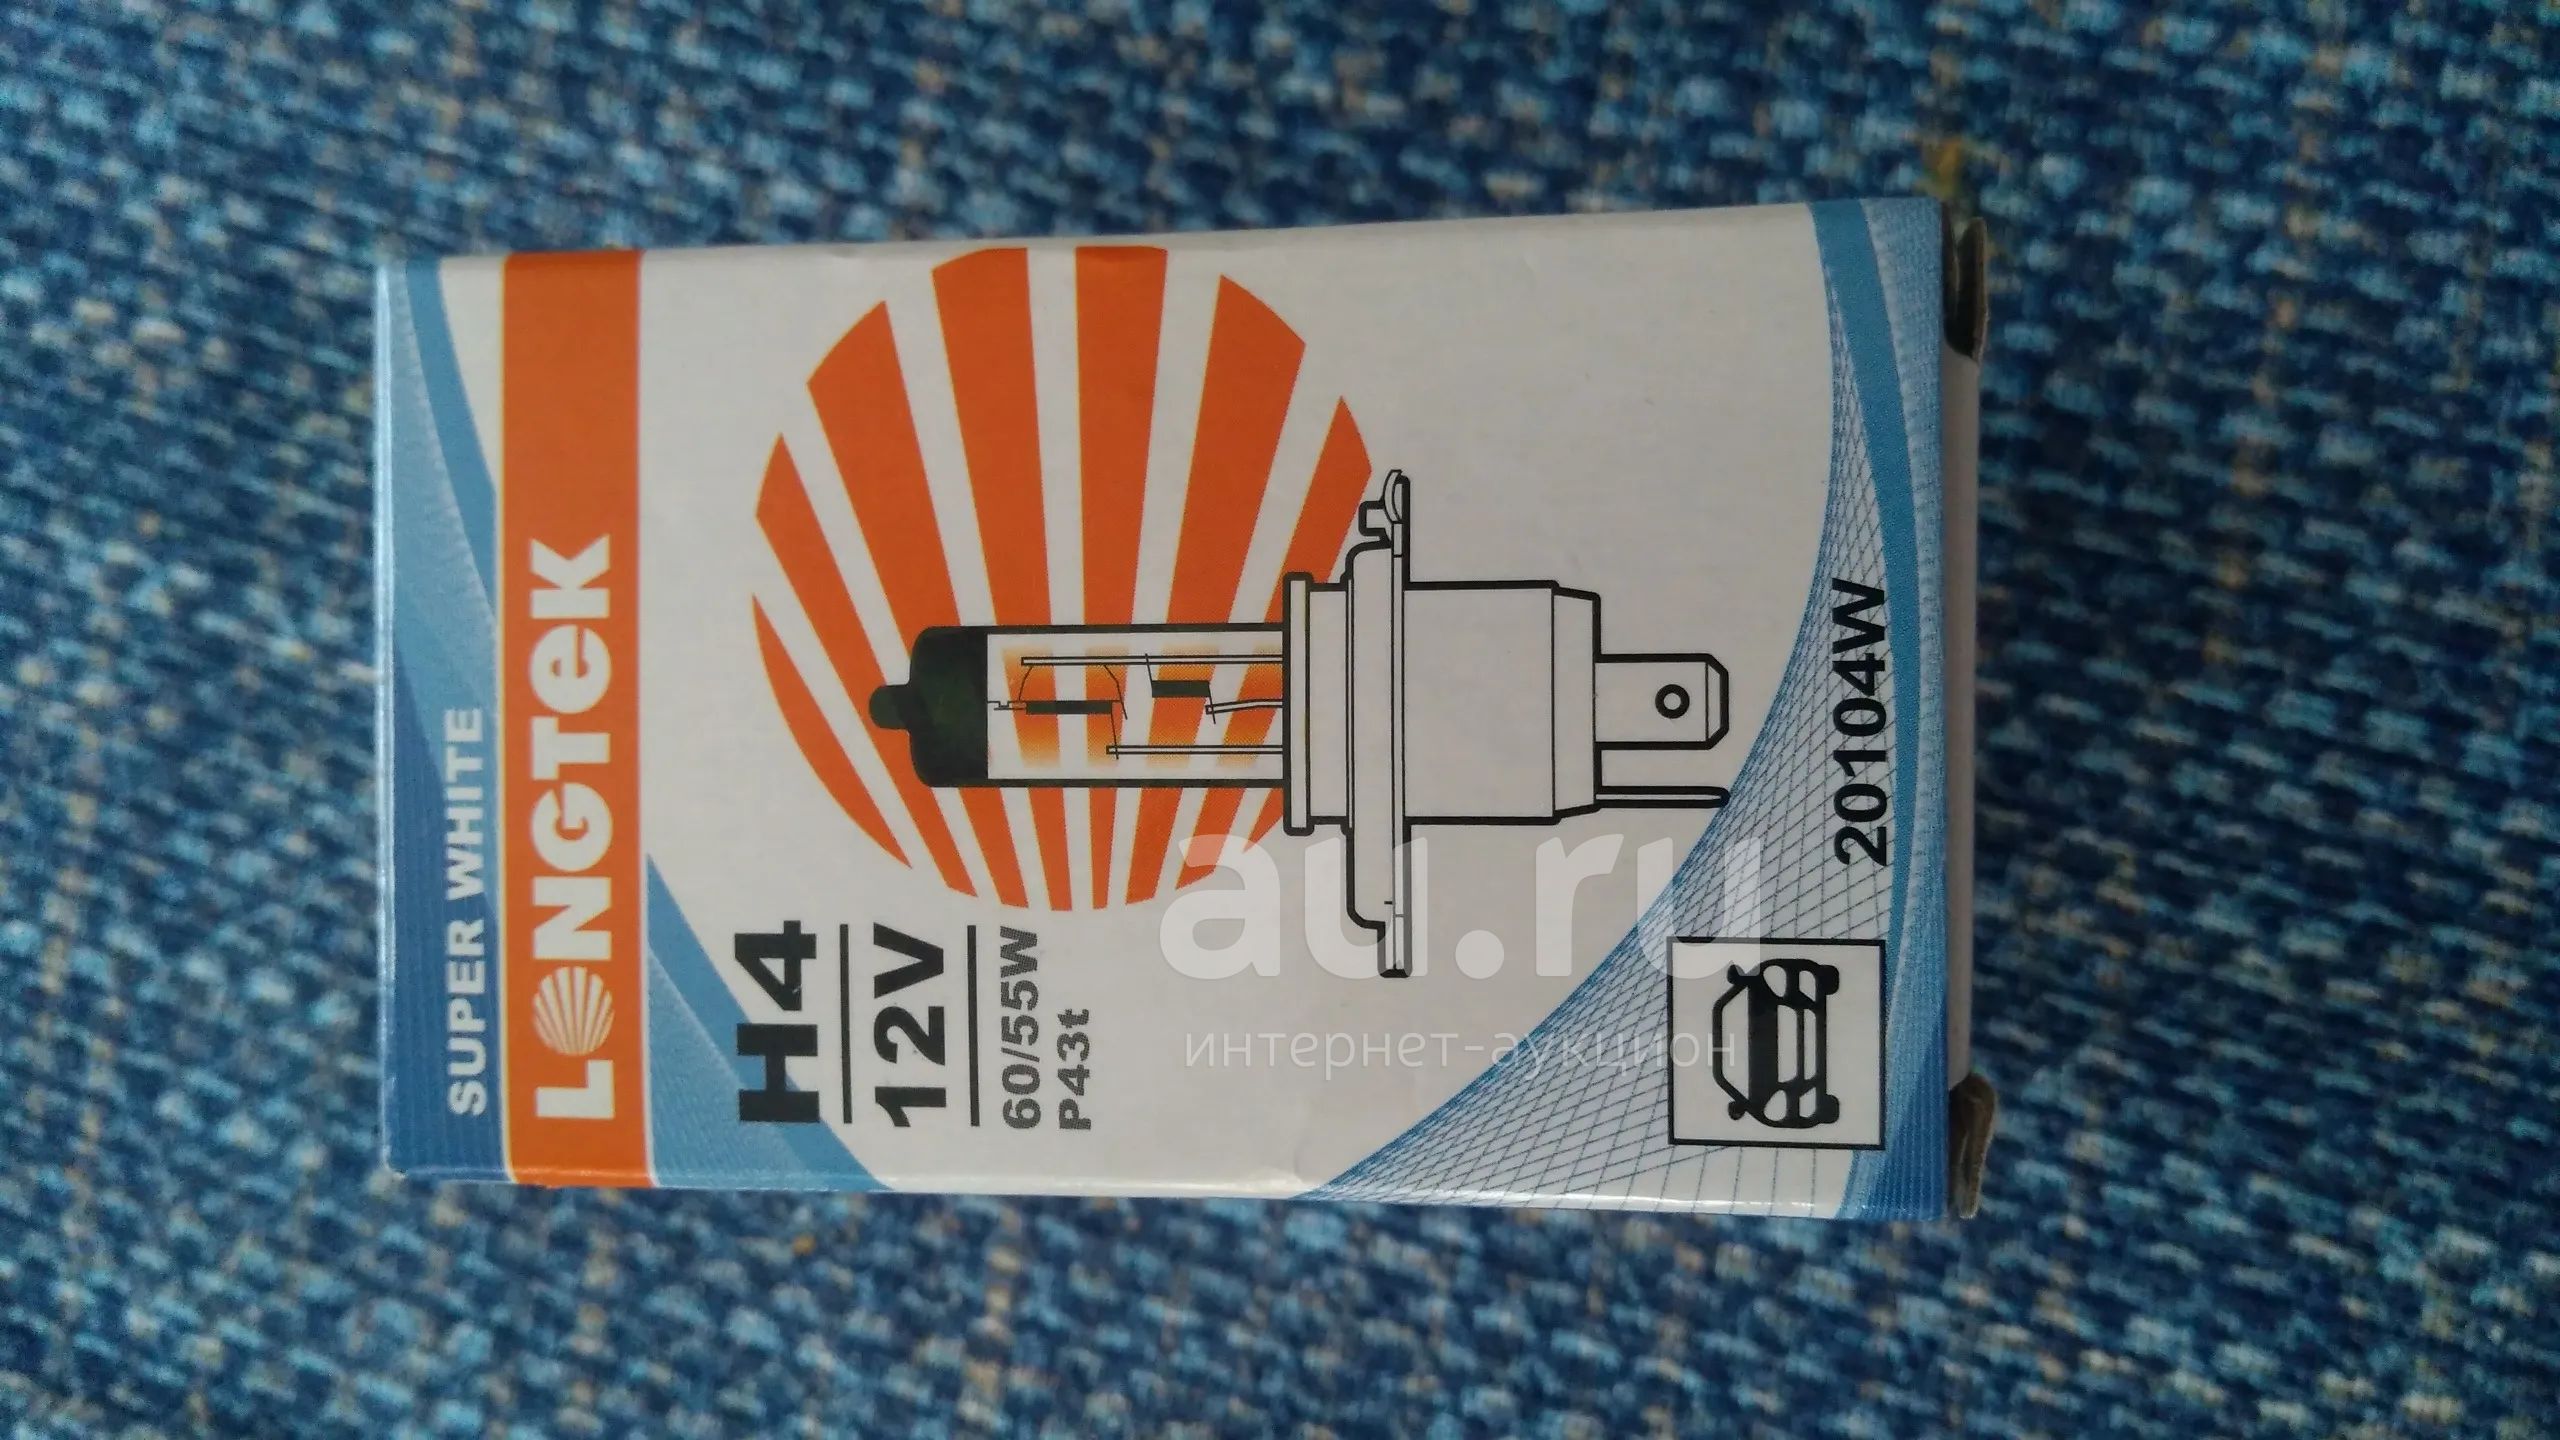 SUPER WHITE
LONGTEK
H4
12V
60/55W
P43t
20104W
au.ru
интернет-аукцион